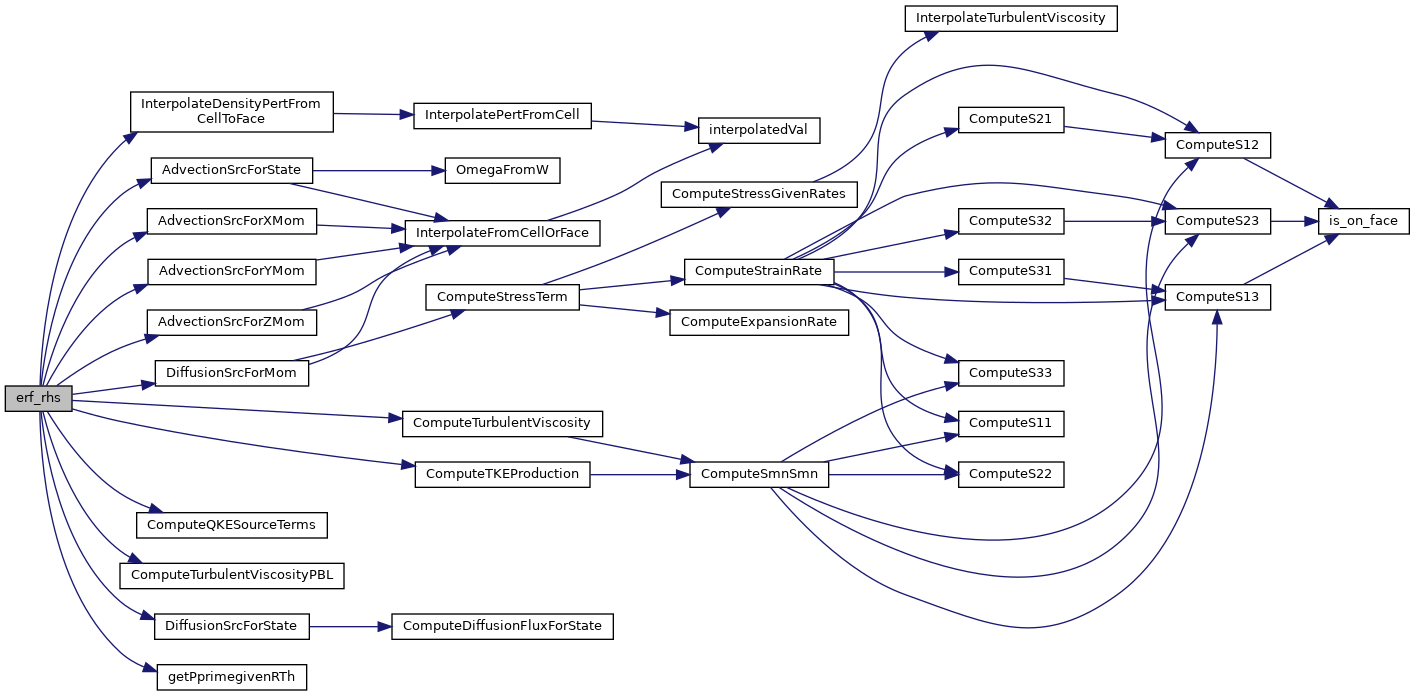 erf_rhs
InterpolateDensityPertFrom
CellToFace
AdvectionSrcForState
AdvectionSrcForXMom
AdvectionSrcForYMom
AdvectionSrcForZMom
DiffusionSrcForMom
ComputeQKESourceTerms
ComputeTurbulentViscosityPBL
DiffusionSrcForState
getPprimegivenRTh
InterpolatePertFromCell
OmegaFromW
InterpolateFromCellOrFace
ComputeStressTerm
ComputeTurbulentViscosity
ComputeTKEProduction
ComputeDiffusionFluxForState
interpolatedVal
ComputeStressGivenRates
ComputeStrainRate
ComputeExpansionRate
ComputeSmnSmn
InterpolateTurbulentViscosity
ComputeS21
ComputeS32
ComputeS31
ComputeS33
ComputeS11
ComputeS22
ComputeS12
ComputeS23
ComputeS13
is_on_face